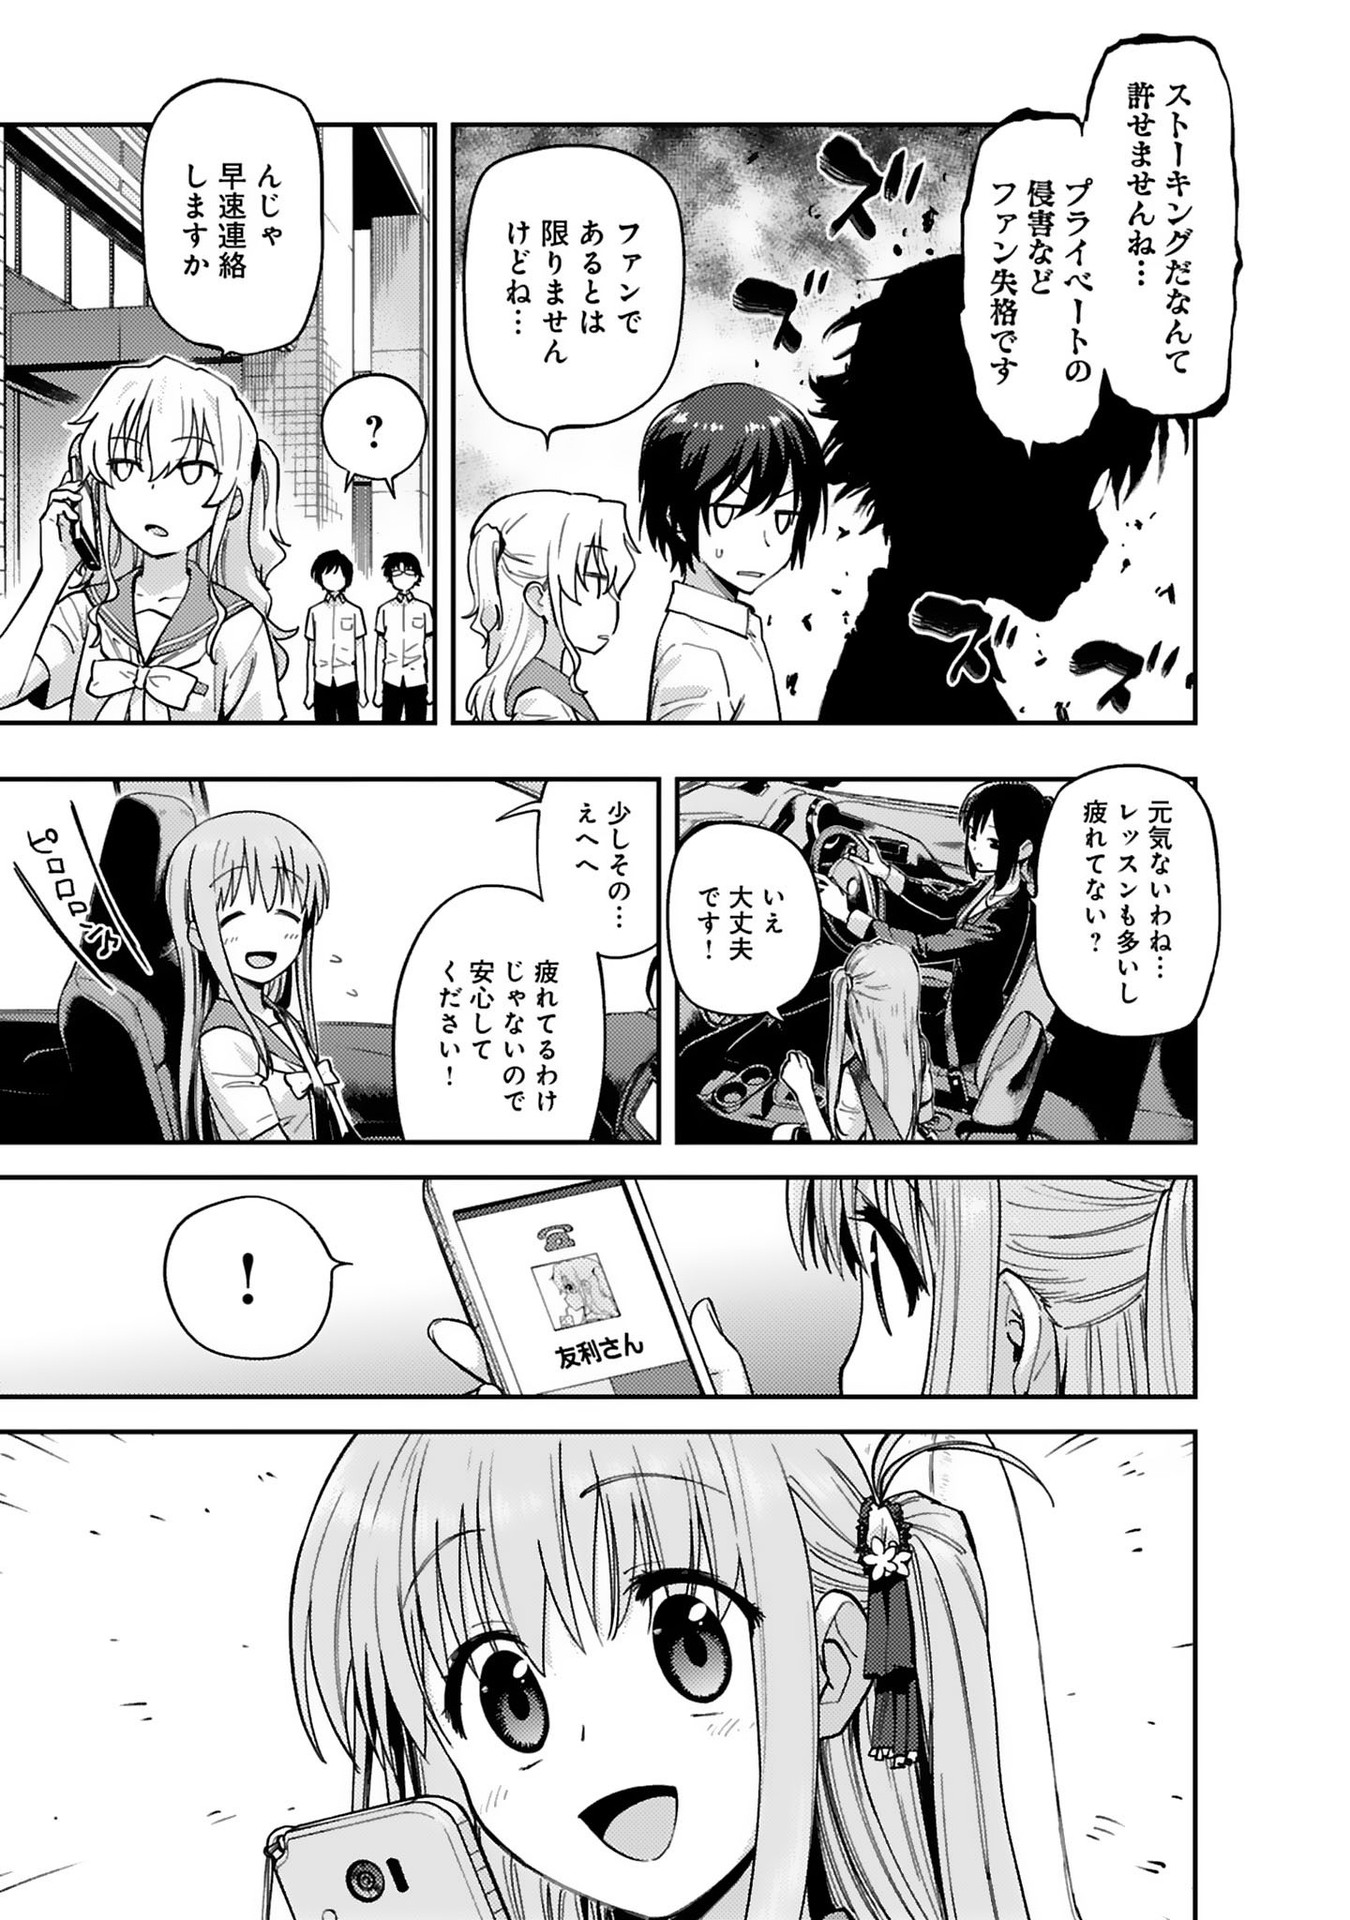 ストーキングだなんて
許せませんね…
プライベートの
侵害など
ファン失格です
ズ
ズ
ズ
ズ
ファンで
あるとは
限りません
けどね…
んじゃ
早速連絡
しますか
？
元気ないわね…
レッスンも多いし
疲れてない？
いえ
大丈夫
です！
少しその…
えへへ
疲れてるわけ
じゃないので
安心して
ください！
ピロロロンッ
！
友利さん